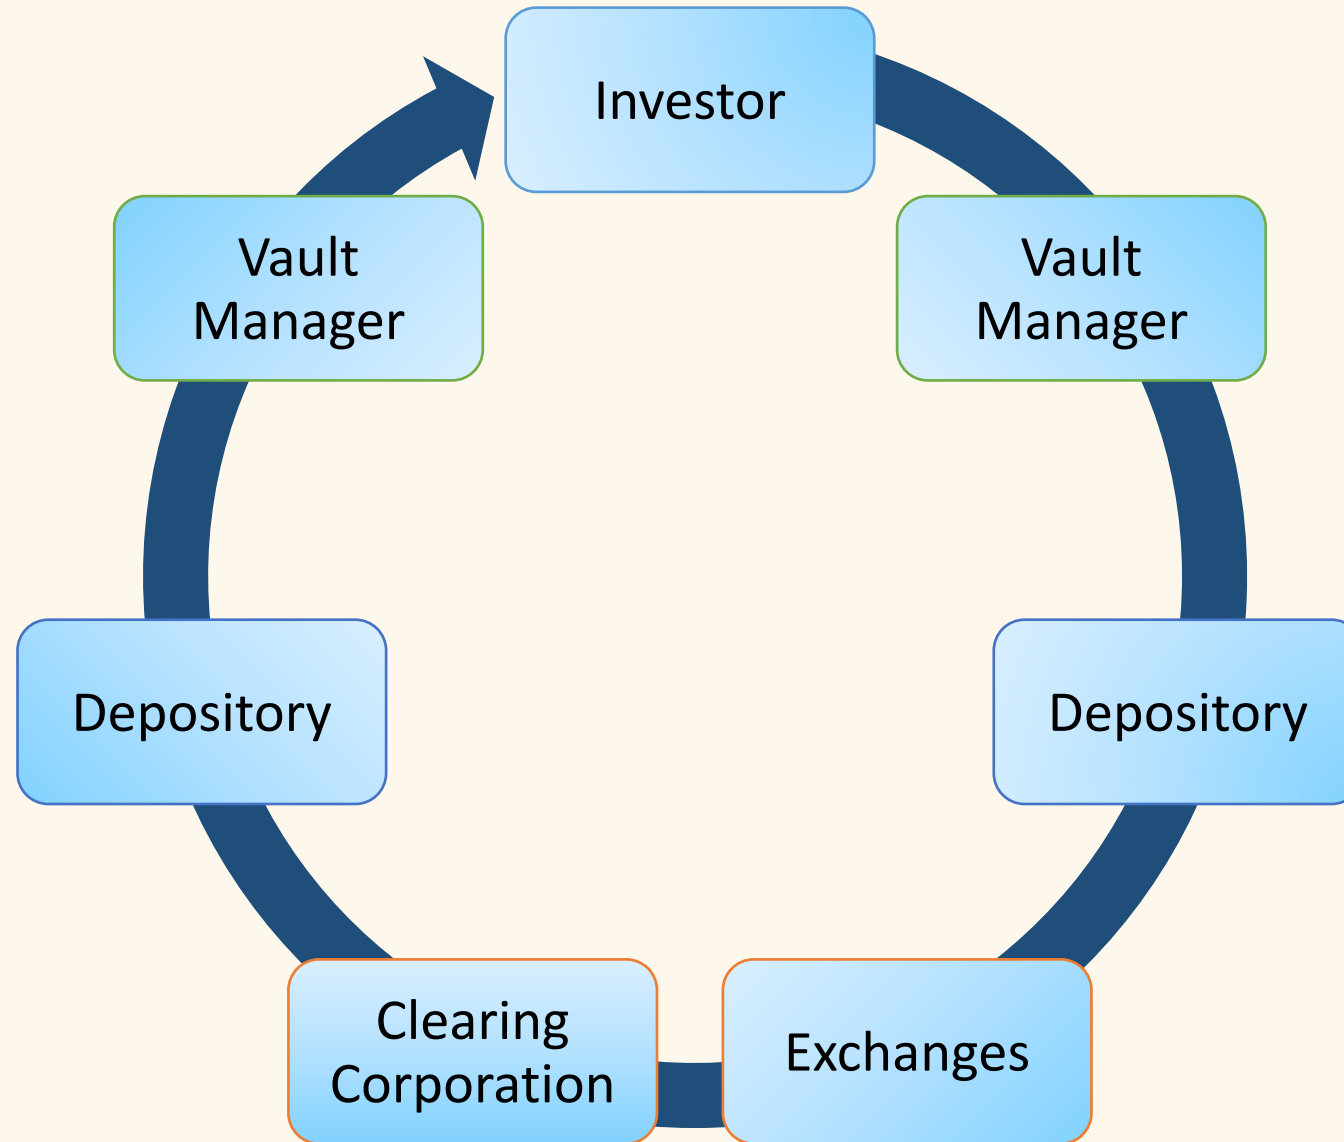 Investor
Vault
Manager
Depository
Exchanges
Clearing
Corporation
Depository
Vault
Manager